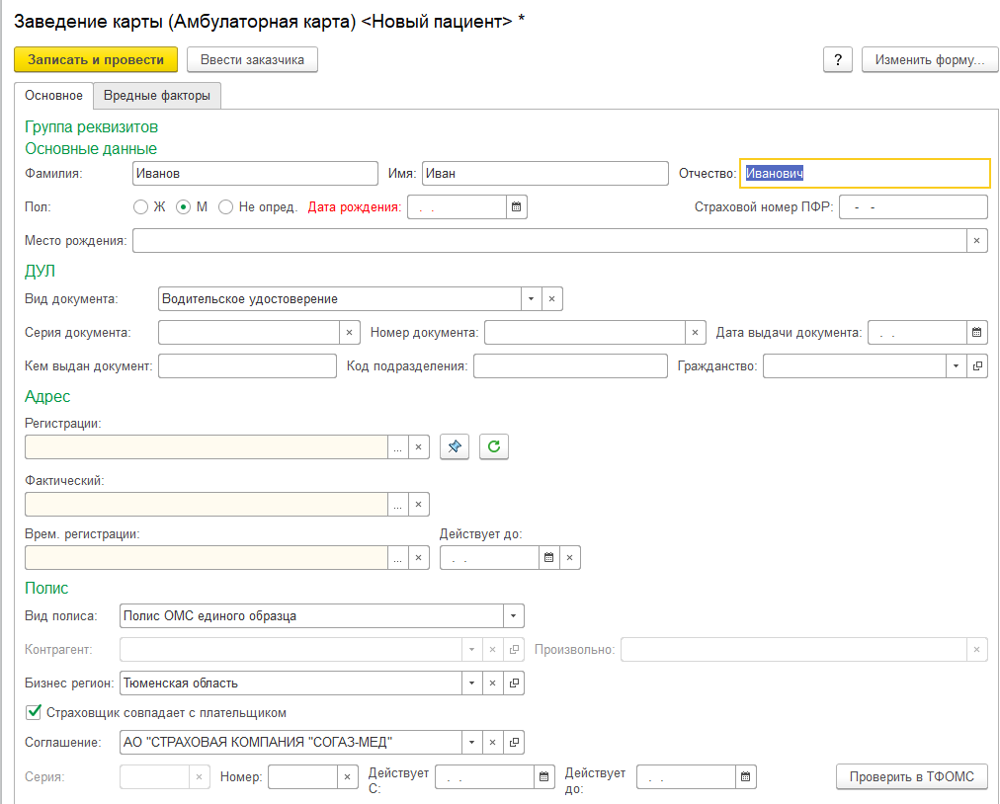 Заведение карты (Амбулаторная карта) <Новый пациент> *
Записать и провести Ввести заказчика ? Изменить форму...
Основное Вредные факторы
Группа реквизитов
Основные данные
Фамилия: Иванов Имя: Иван Отчество: Иванович
Пол: Ж М Не опред. Дата рождения: . . Страховой номер ПФР: - -
Место рождения:
ДУЛ
Вид документа: Водительское удостоверение
Серия документа: Номер документа: Дата выдачи документа: . .
Кем выдан документ: Код подразделения: Гражданство:
Адрес
Регистрации:
...
Фактический:
...
Врем. регистрации: Действует до:
... . .
Полис
Вид полиса: Полис ОМС единого образца
Контрагент: Произвольно:
Бизнес регион: Тюменская область
Страховщик совпадает с плательщиком
Соглашение: АО "СТРАХОВАЯ КОМПАНИЯ "СОГАЗ-МЕД"
Серия: Номер: Действует С: . . Действует до: . . Проверить в ТФОМС